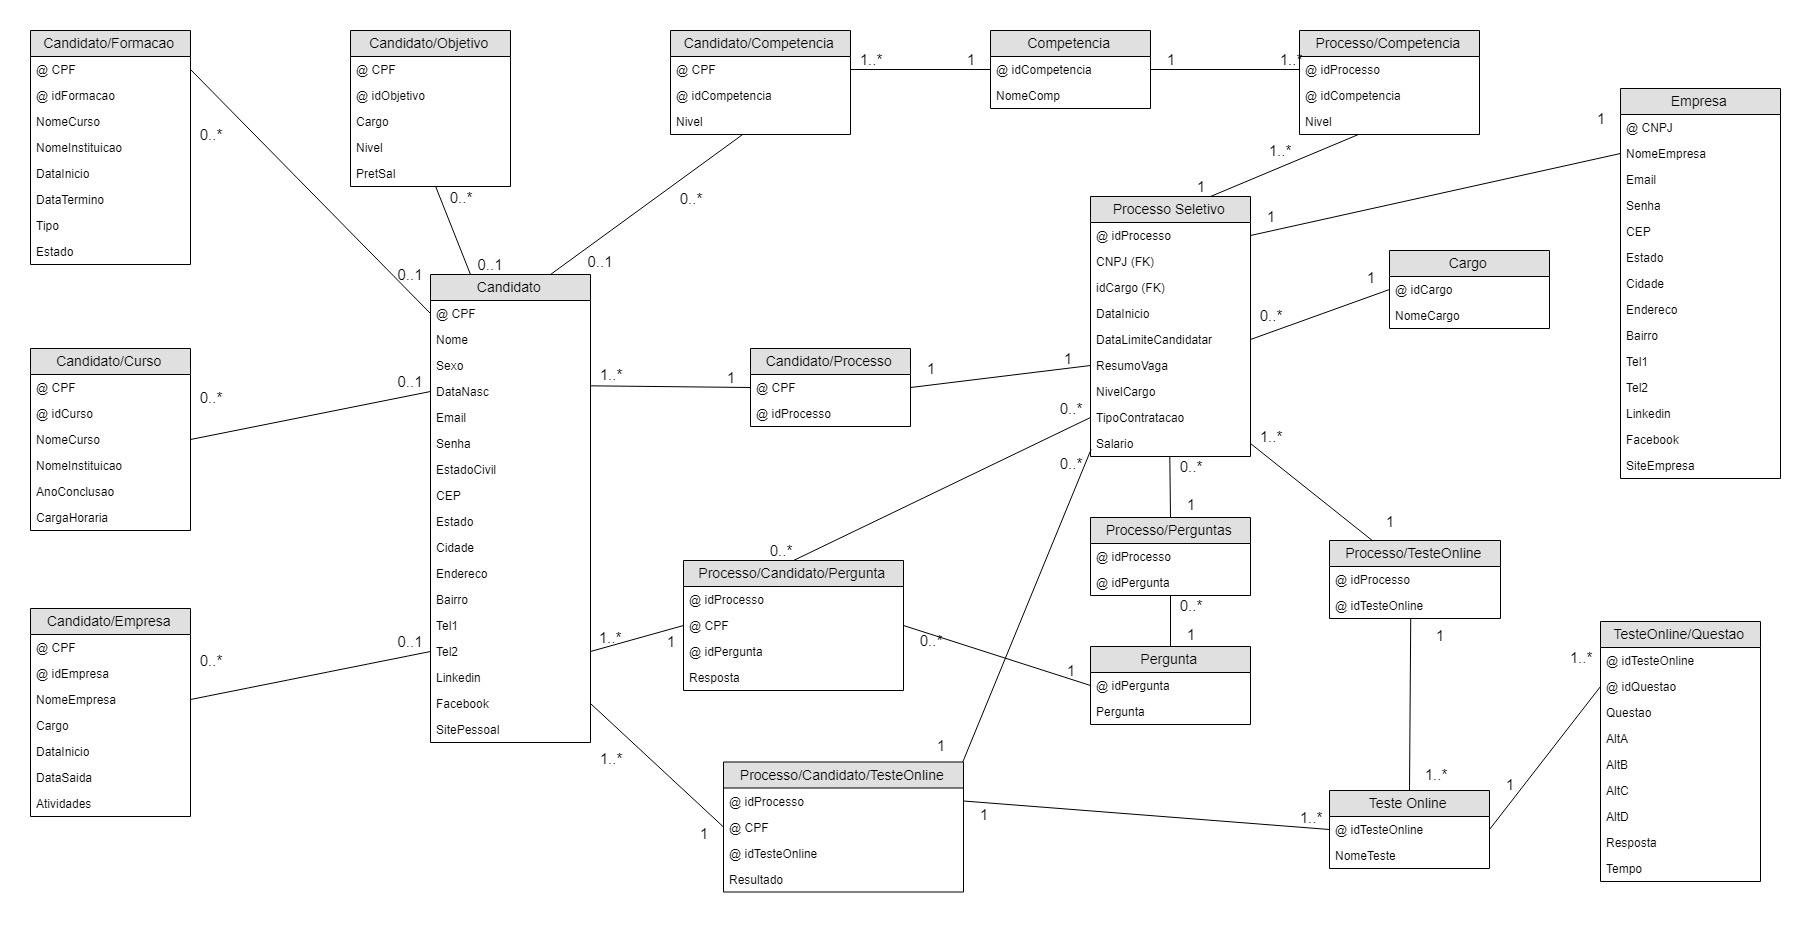 Candidato/Formacao
@ CPF
@ idFormacao
NomeCurso
NomeInstituicao
DataInicio
DataTermino
Tipo
Estado
0..*
0..1
Candidato/Objetivo
@ CPF
@ idObjetivo
Cargo
Nivel
PretSal
0..*
0..1
Candidato/Competencia
@ CPF
@ idCompetencia
Nivel
1..*
1
0..*
0..1
Competencia
@ idCompetencia
NomeComp
1
1..*
Processo/Competencia
@ idProcesso
@ idCompetencia
Nivel
1..*
1
Empresa
@ CNPJ
NomeEmpresa
Email
Senha
CEP
Estado
Cidade
Endereco
Bairro
Tel1
Tel2
Linkedin
Facebook
SiteEmpresa
1
1
Processo Seletivo
@ idProcesso
CNPJ (FK)
idCargo (FK)
DataInicio
DataLimiteCandidatar
ResumoVaga
NivelCargo
TipoContratacao
Salario
Cargo
@ idCargo
NomeCargo
1
0..*
Candidato
@ CPF
Nome
Sexo
DataNasc
Email
Senha
EstadoCivil
CEP
Estado
Cidade
Endereco
Bairro
Tel1
Tel2
Linkedin
Facebook
SitePessoal
Candidato/Curso
@ CPF
@ idCurso
NomeCurso
NomeInstituicao
AnoConclusao
CargaHoraria
0..*
0..1
Candidato/Processo
@ CPF
@ idProcesso
1..*
1
1
1
Candidato/Empresa
@ CPF
@ idEmpresa
NomeEmpresa
Cargo
DataInicio
DataSaida
Atividades
0..*
0..1
Processo/Candidato/Pergunta
@ idProcesso
@ CPF
@ idPergunta
Resposta
0..*
0..*
1..*
1
0..*
1
Processo/Perguntas
@ idProcesso
@ idPergunta
0..*
1
0..*
1
Pergunta
@ idPergunta
Pergunta
Processo/TesteOnline
@ idProcesso
@ idTesteOnline
1..*
1
1
1..*
Processo/Candidato/TesteOnline
@ idProcesso
@ CPF
@ idTesteOnline
Resultado
0..*
1
1..*
1
1
1..*
Teste Online
@ idTesteOnline
NomeTeste
1
1..*
TesteOnline/Questao
@ idTesteOnline
@ idQuestao
Questao
AltA
AltB
AltC
AltD
Resposta
Tempo